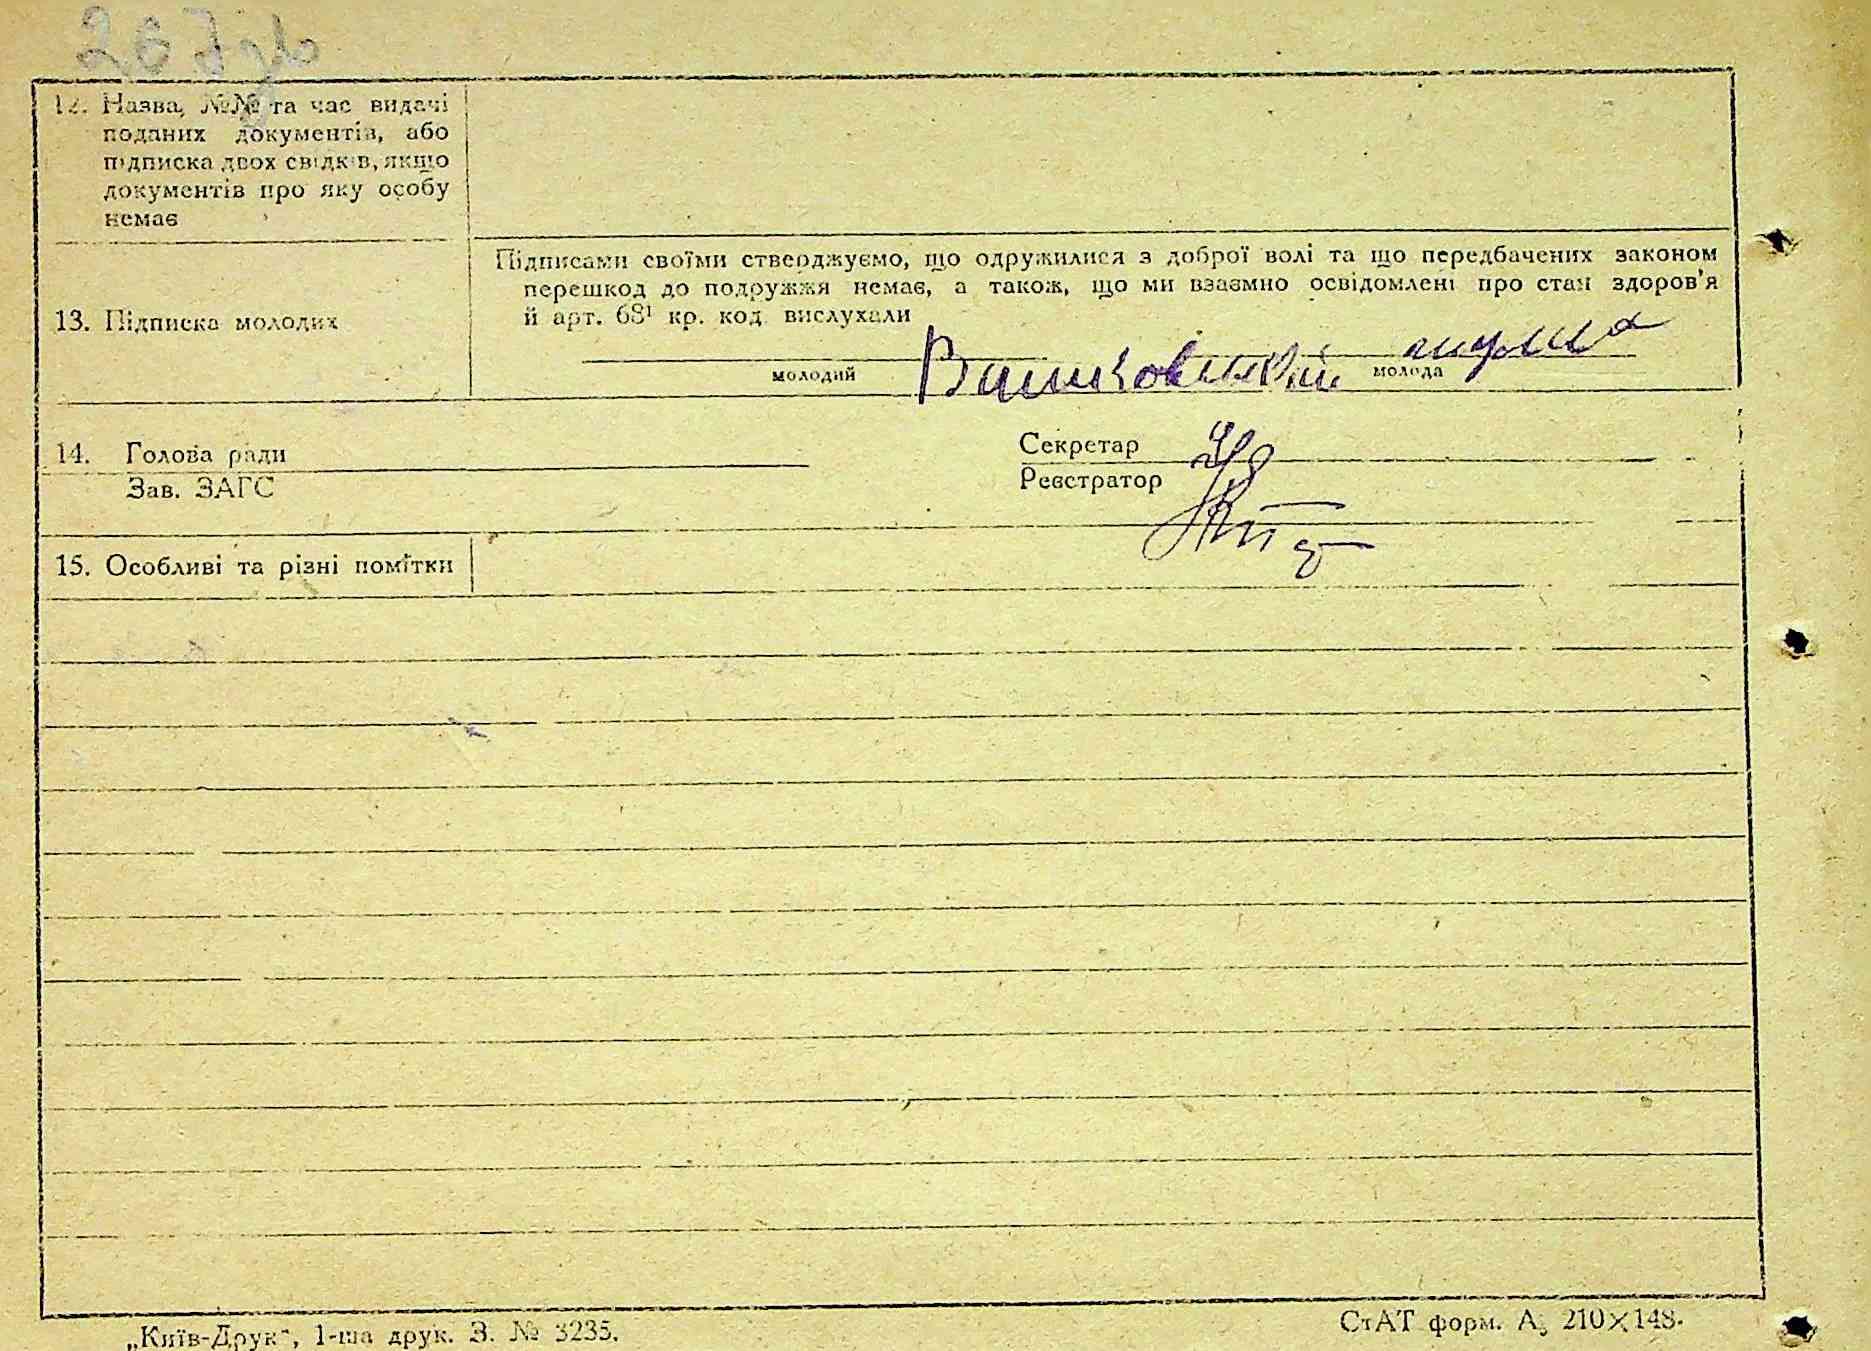 12. Назва, №№ та час видачі
поданих документів, або
підписка двох свідків, якщо
документів про яку особу
немає
13. Підписка молодих
Підписами своїми стверджуємо, що одружилися з доброї волі та що передбачених законом
перешкод до подружжя немає, а також, що ми взаємно освідомлені про стан здоров'я
й арт. 68¹ кр. код. вислухали
молодий
молода
14. Голова ради
Зав. ЗАГС
Секретар
Реєстратор
15. Особливі та різні помітки
„Київ-Друк", 1-ша друк. З. № 3235.
СтАТ форм. А₅ 210×148.